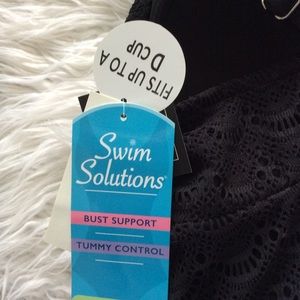 FITS UP TO A
D CUP
Swim
Solutions®
BUST SUPPORT
TUMMY CONTROL